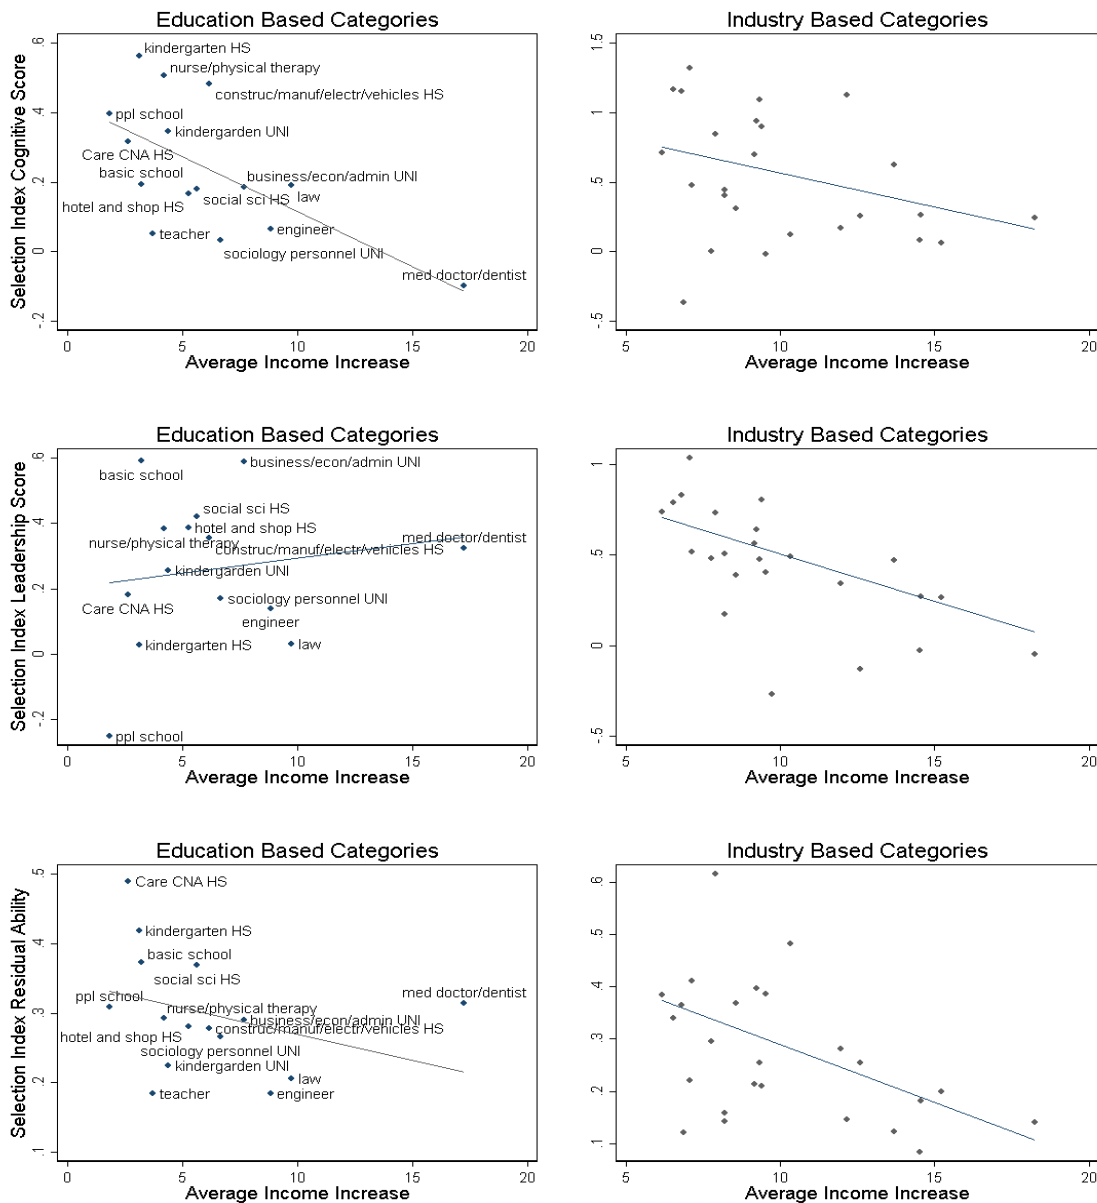 Education Based Categories
Industry Based Categories
Selection Index Cognitive Score
.6
.4
.2
0
-.2
kindergarten HS
nurse/physical therapy
construc/manuf/electr/vehicles HS
ppl school
kindergarden UNI
Care CNA HS
basic school
business/econ/admin UNI
hotel and shop HS
social sci HS
law
teacher
engineer
sociology personnel UNI
med doctor/dentist
0 5 10 15 20
Average Income Increase
1.5
1
.5
0
-.5
5 10 15 20
Average Income Increase
Education Based Categories
Industry Based Categories
Selection Index Leadership Score
.6
.4
.2
0
-.2
basic school
business/econ/admin UNI
social sci HS
hotel and shop HS
nurse/physical therapy
construc/manuf/electr/vehicles HS
med doctor/dentist
kindergarden UNI
Care CNA HS
sociology personnel UNI
engineer
kindergarten HS
law
ppl school
0 5 10 15 20
Average Income Increase
1
.5
0
-.5
5 10 15 20
Average Income Increase
Education Based Categories
Industry Based Categories
Selection Index Residual Ability
.5
.4
.3
.2
.1
Care CNA HS
kindergarten HS
basic school
social sci HS
ppl school
med doctor/dentist
nurse/physical therapy
business/econ/admin UNI
construc/manuf/electr/vehicles HS
hotel and shop HS
sociology personnel UNI
kindergarden UNI
law
teacher
engineer
0 5 10 15 20
Average Income Increase
.6
.5
.4
.3
.2
.1
5 10 15 20
Average Income Increase